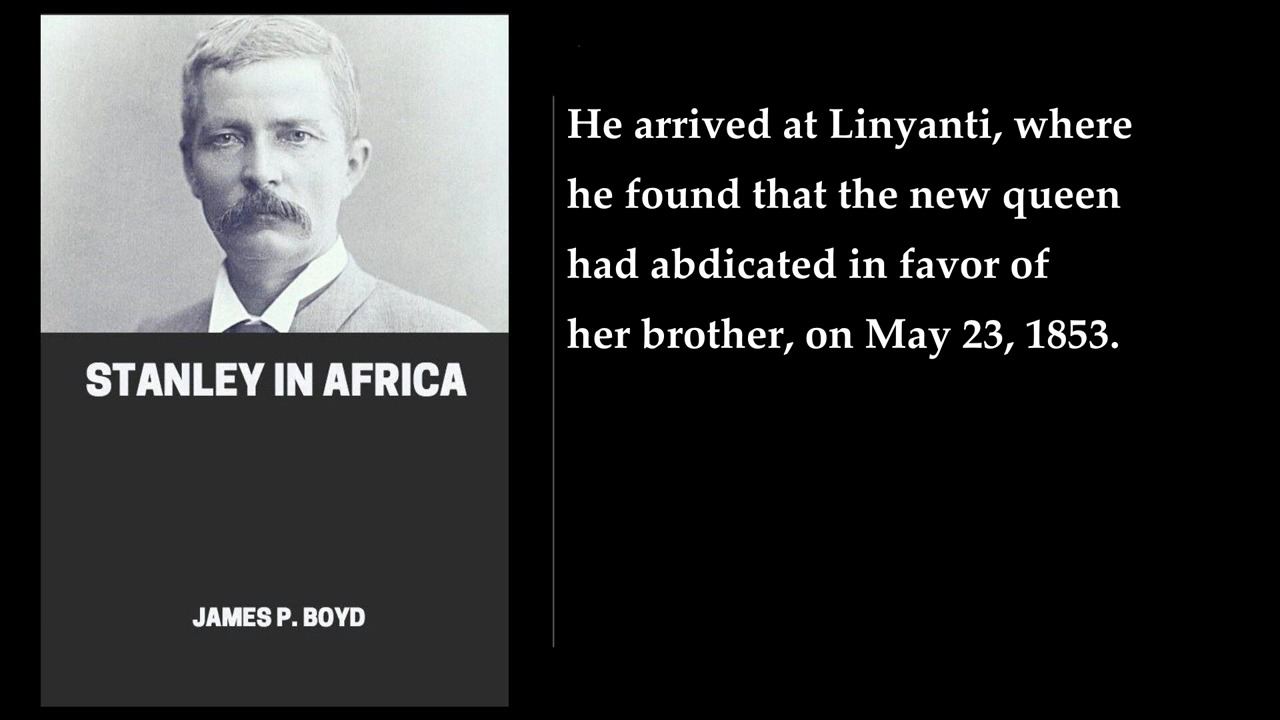 STANLEY IN AFRICA
JAMES P. BOYD
He arrived at Linyanti, where
he found that the new queen
had abdicated in favor of
her brother, on May 23, 1853.